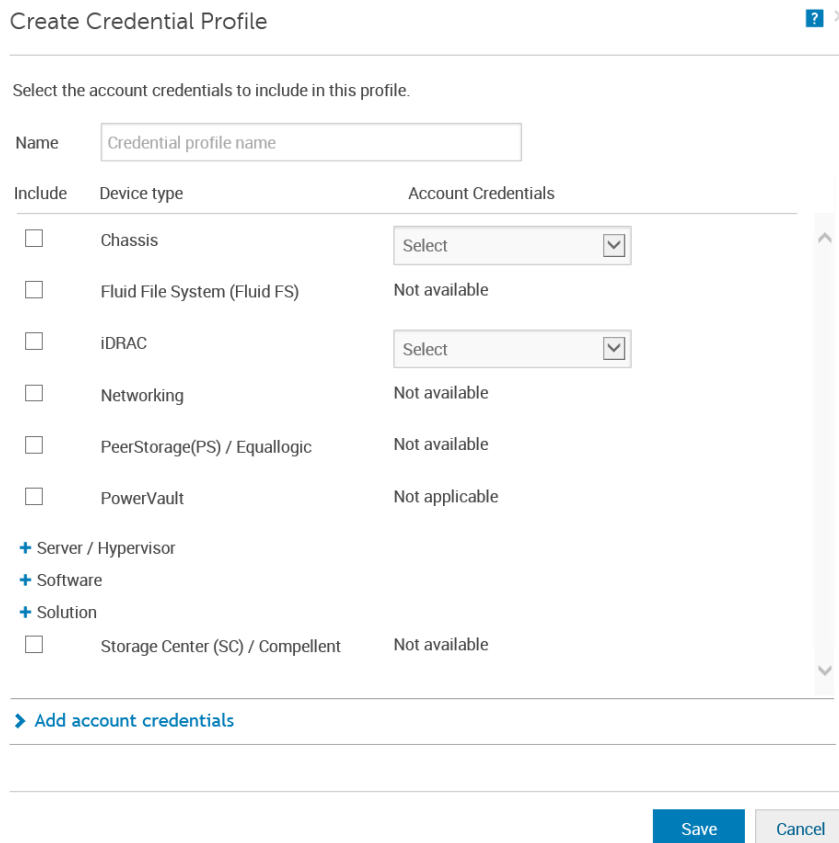 Create Credential Profile ?
Select the account credentials to include in this profile.
Name Credential profile name
Include Device type Account Credentials
Chassis Select
Fluid File System (Fluid FS) Not available
iDRAC Select
Networking Not available
PeerStorage(PS) / Equallogic Not available
PowerVault Not applicable
+ Server / Hypervisor
+ Software
+ Solution
Storage Center (SC) / Compellent Not available
Add account credentials
Save Cancel